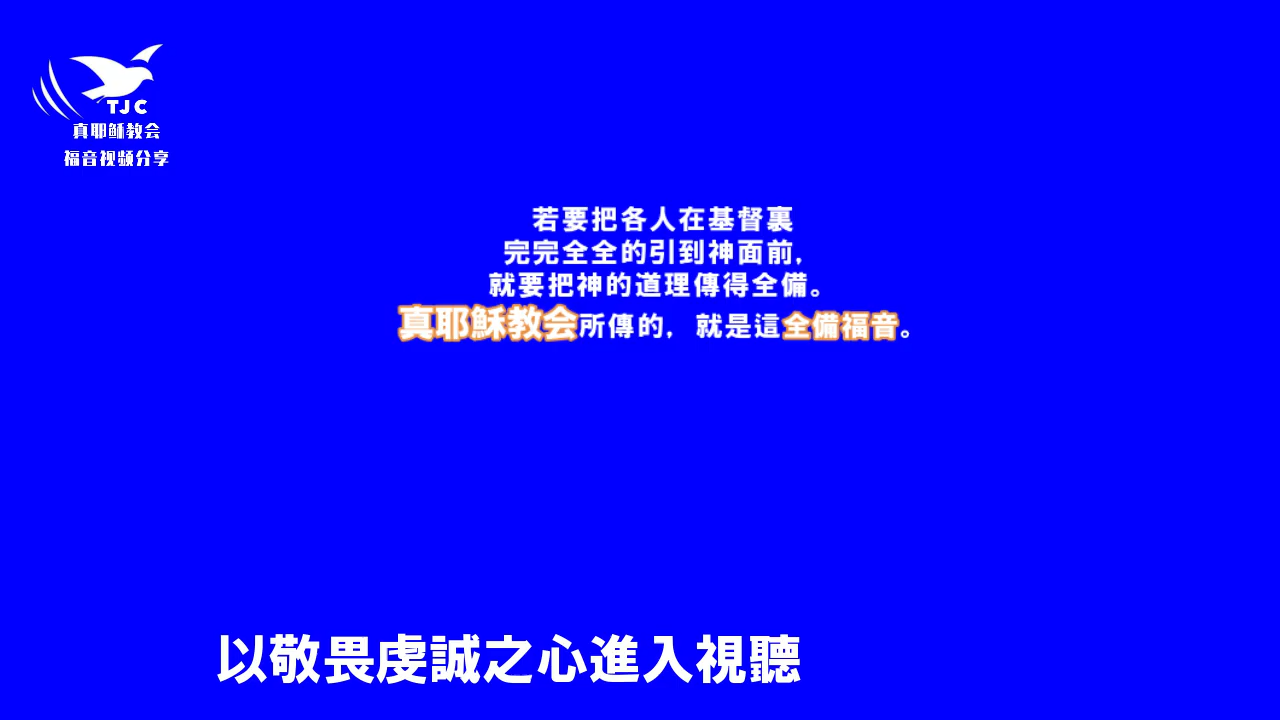 TJC
真耶稣教会
福音视频分享
若要把各人在基督裏
完完全全的引到神面前,
就要把神的道理傳得全備。
真耶穌教会所傳的, 就是這全備福音。
以敬畏虔誠之心進入視聽